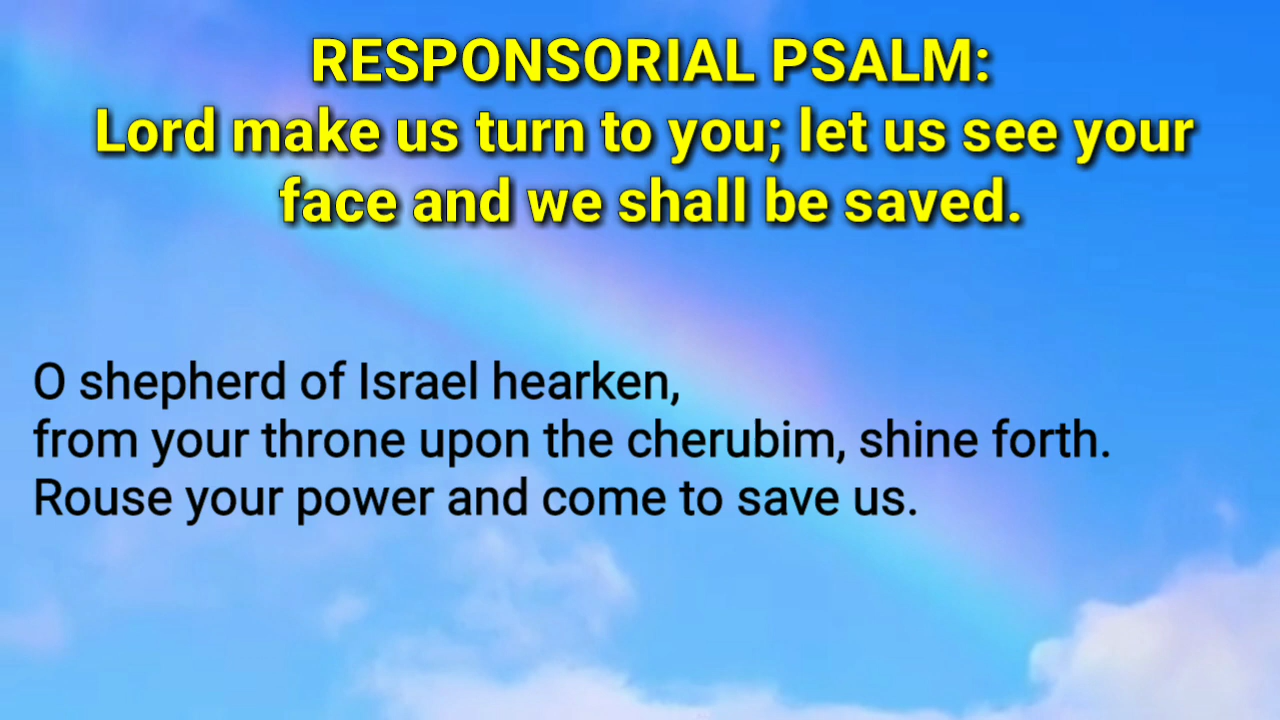 RESPONSORIAL PSALM:
Lord make us turn to you; let us see your
face and we shall be saved.
O shepherd of Israel hearken,
from your throne upon the cherubim, shine forth.
Rouse your power and come to save us.